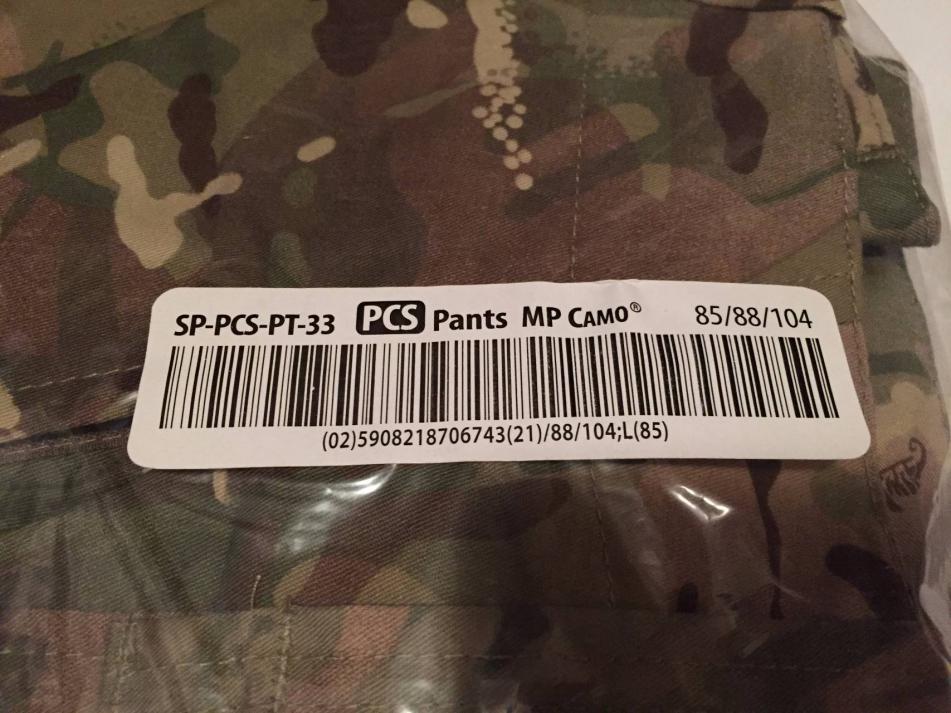 SP-PCS-PT-33 PCS Pants MP CAMO® 85/88/104
(02)5908218706743(21)/88/104;L(85)